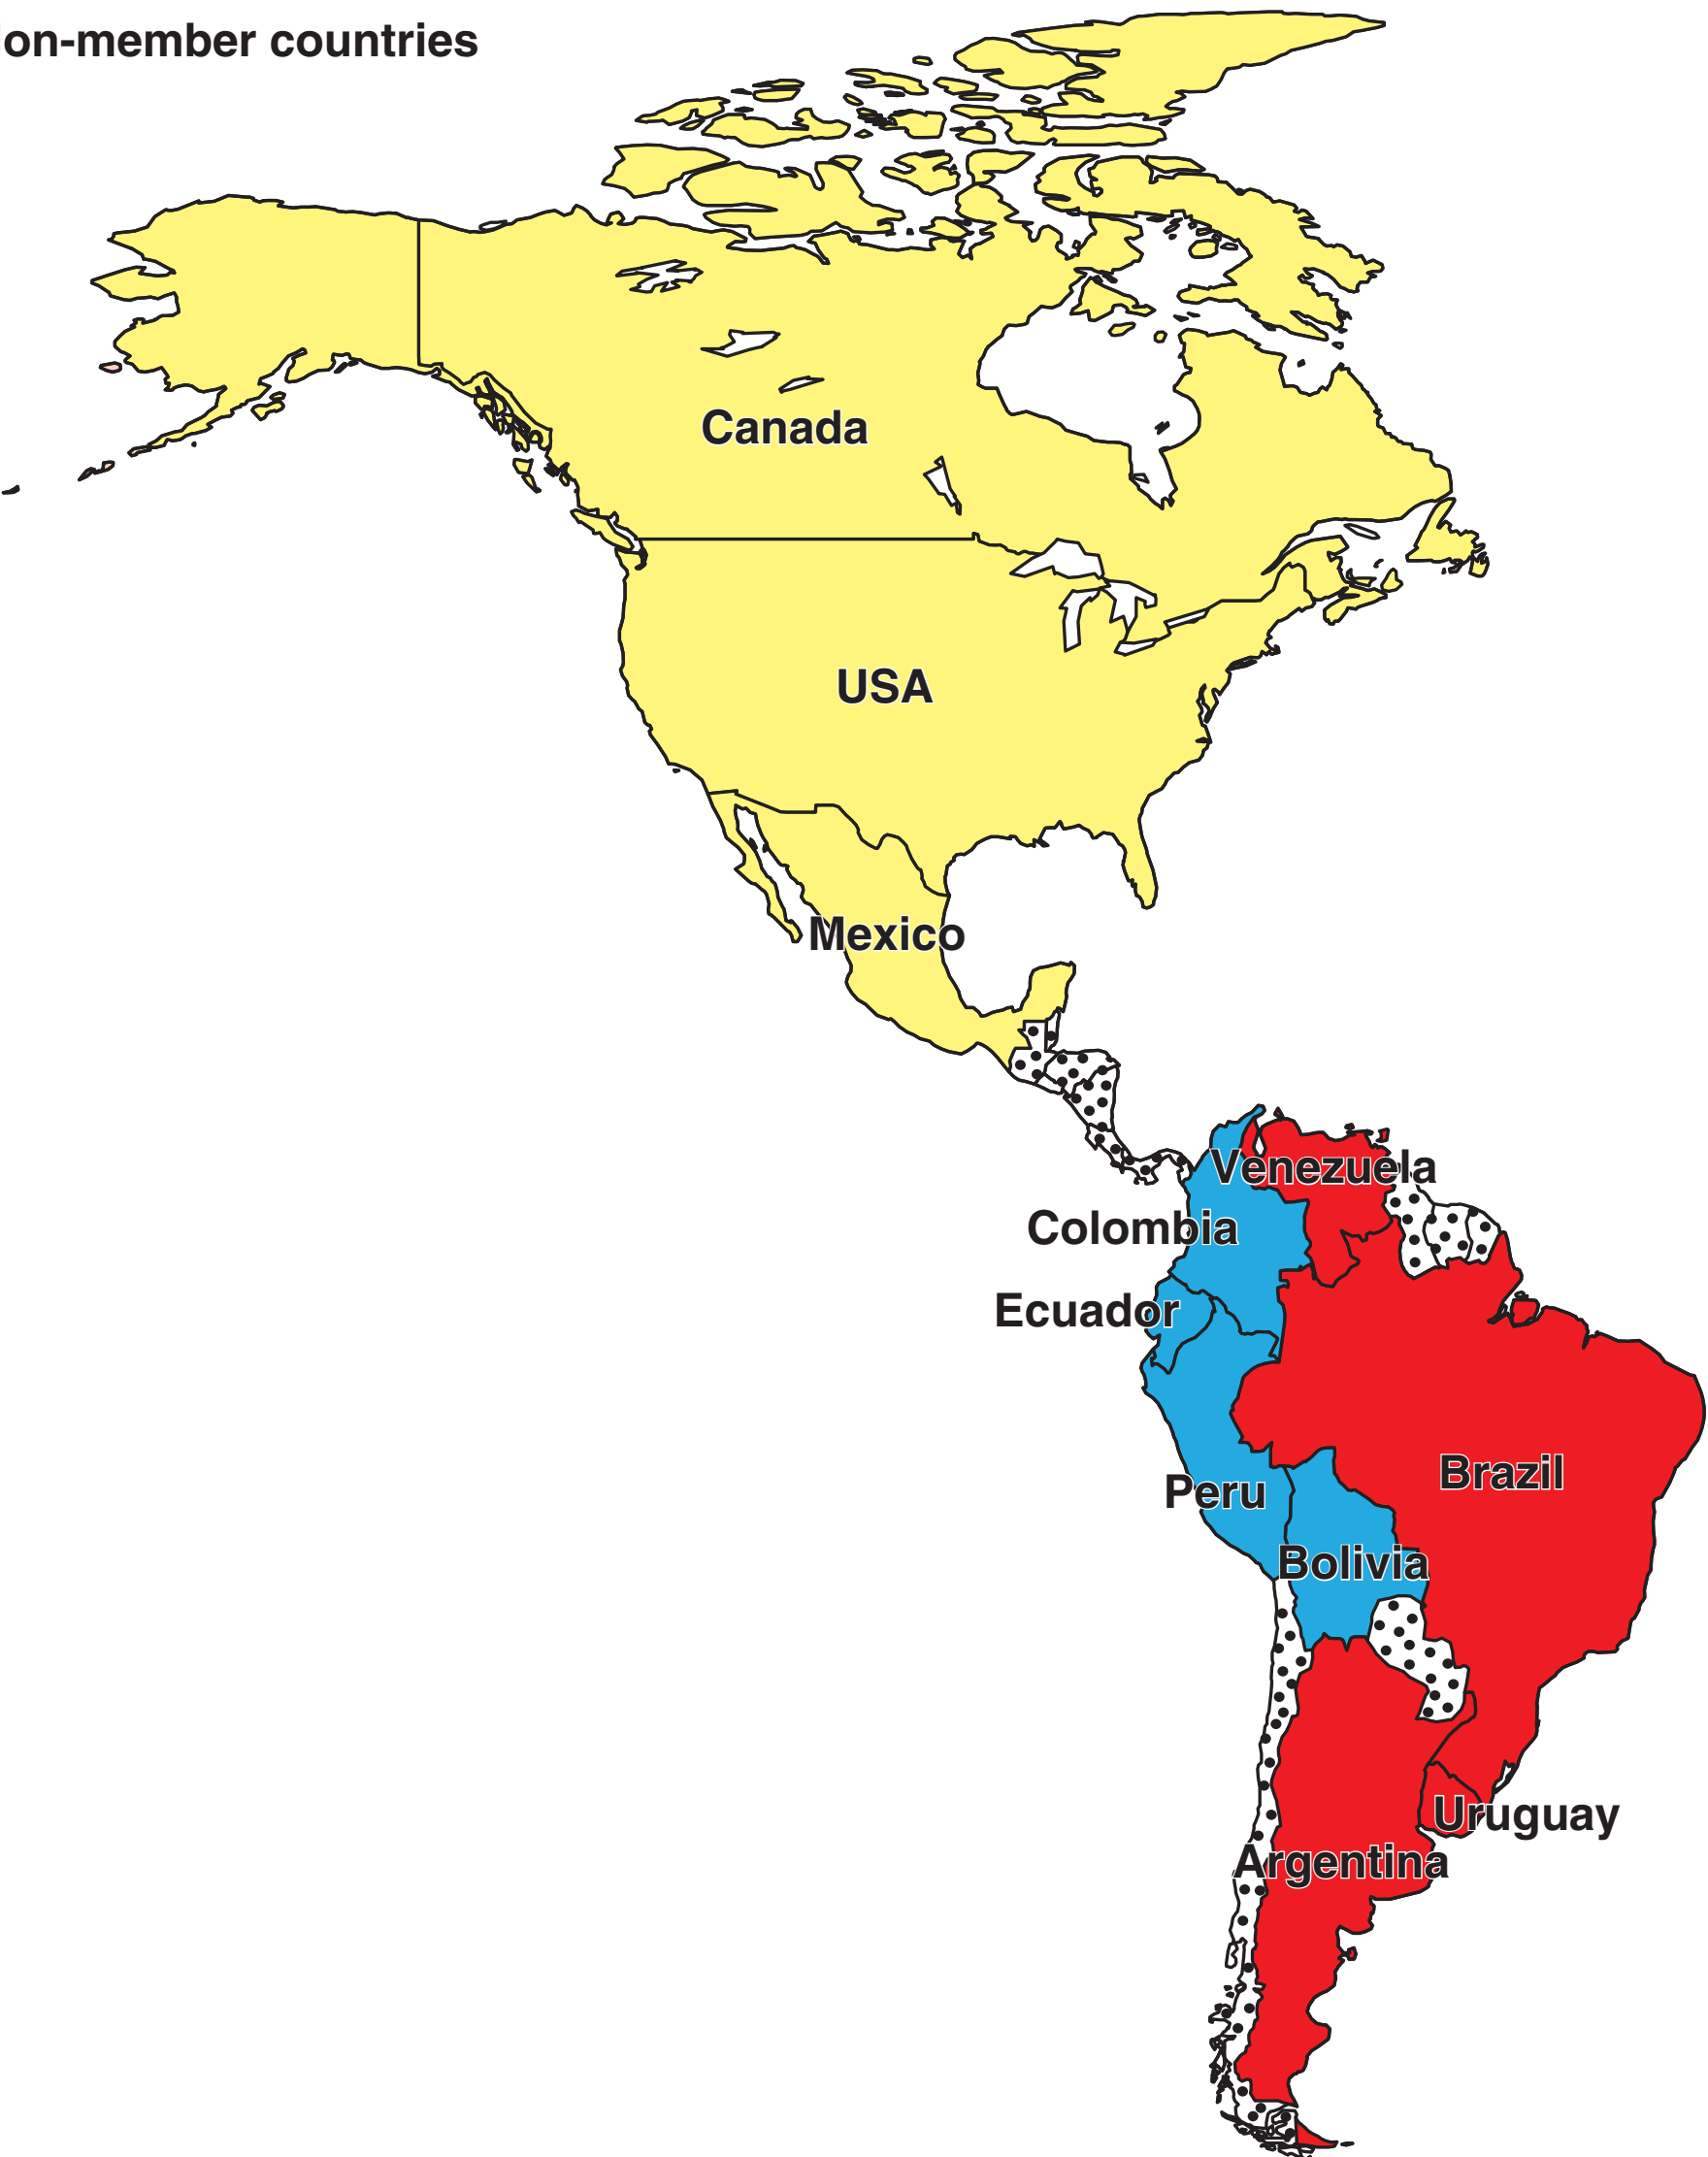 on-member countries
Canada
USA
Mexico
Venezuela
Colombia
Ecuador
Brazil
Peru
Bolivia
Uruguay
Argentina